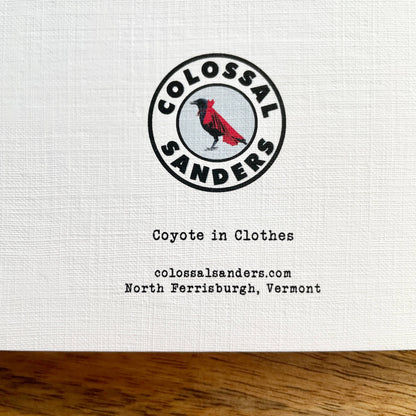 COLOSSAL
SANDERS
Coyote in Clothes
colossalsanders.com
North Ferrisburgh, Vermont